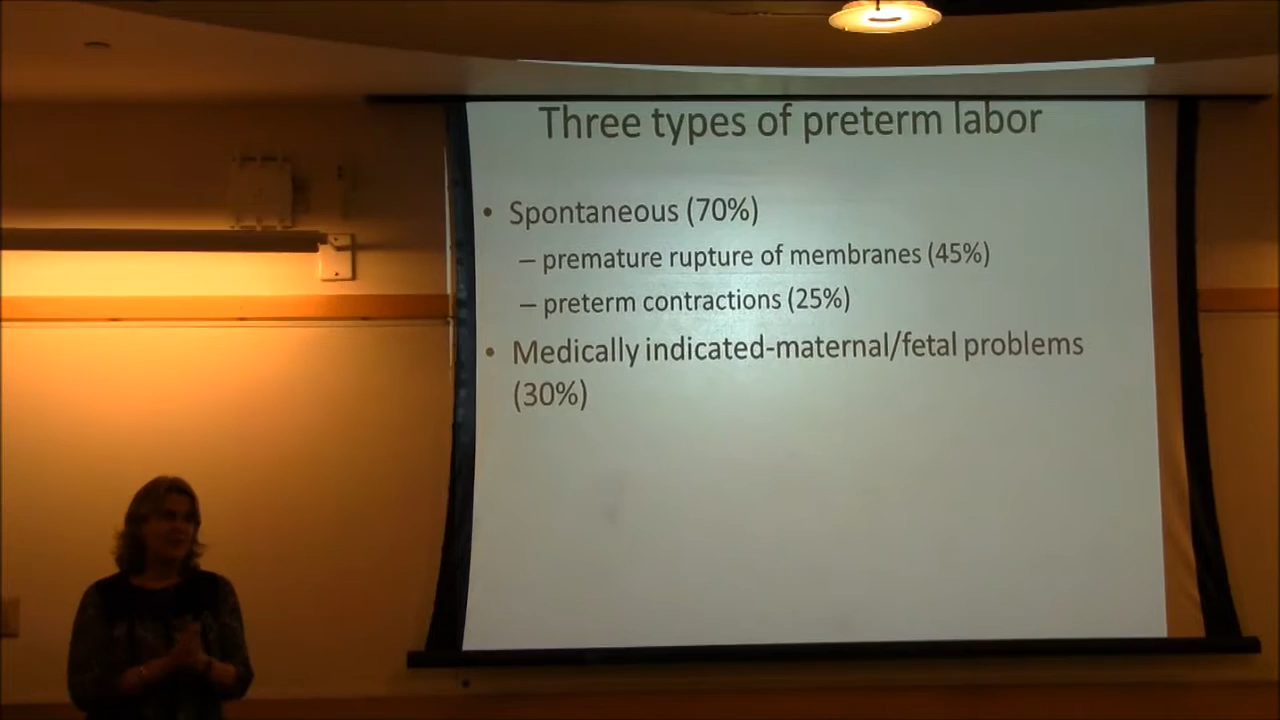 Three types of preterm labor
• Spontaneous (70%)
– premature rupture of membranes (45%)
– preterm contractions (25%)
• Medically indicated-maternal/fetal problems
(30%)